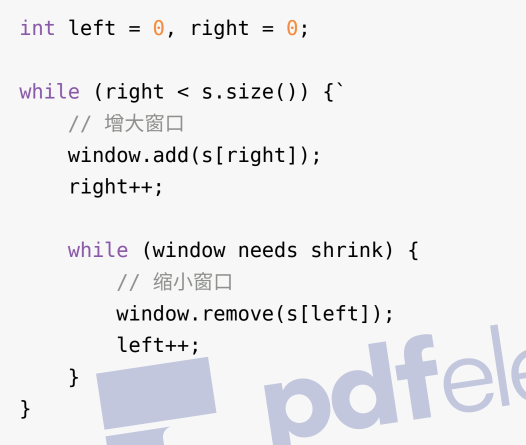 int left = 0, right = 0;
while (right < s.size()) {`
// 增大窗口
window.add(s[right]);
right++;
while (window needs shrink) {
// 缩小窗口
window.remove(s[left]);
left++;
}
}
pdfele